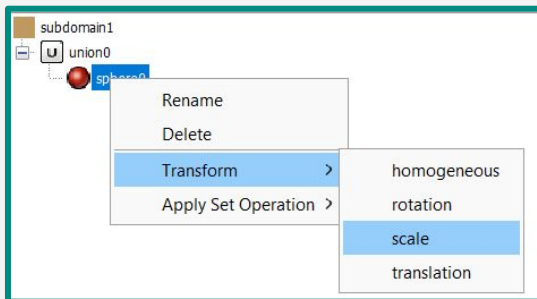 subdomain1
U union0
sphere0
Rename
Delete
Transform >
Apply Set Operation >
homogeneous
rotation
scale
translation